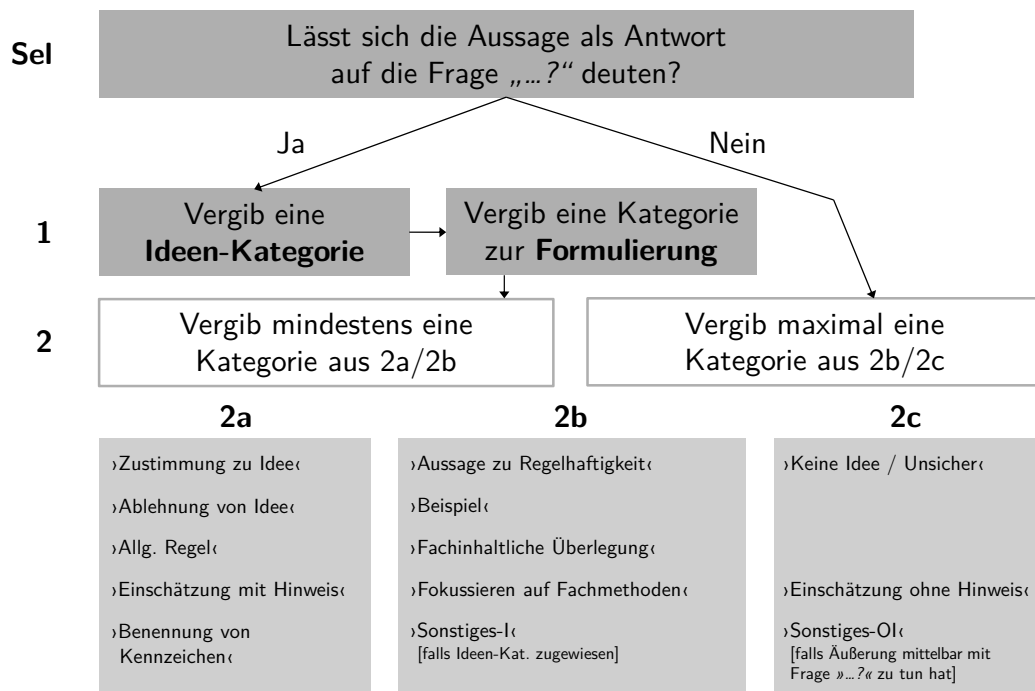 Sel
Lässt sich die Aussage als Antwort
auf die Frage „...?“ deuten?
Ja
Nein
1
Vergib eine
Ideen-Kategorie
Vergib eine Kategorie
zur Formulierung
2
Vergib mindestens eine
Kategorie aus 2a/2b
Vergib maximal eine
Kategorie aus 2b/2c
2a
›Zustimmung zu Idee‹
›Ablehnung von Idee‹
›Allg. Regel‹
›Einschätzung mit Hinweis‹
›Benennung von
Kennzeichen‹
2b
›Aussage zu Regelhaftigkeit‹
›Beispiel‹
›Fachinhaltliche Überlegung‹
›Fokussieren auf Fachmethoden‹
›Sonstiges-I‹
[falls Ideen-Kat. zugewiesen]
2c
›Keine Idee / Unsicher‹
›Einschätzung ohne Hinweis‹
›Sonstiges-OI‹
[falls Äußerung mittelbar mit
Frage »...?« zu tun hat]